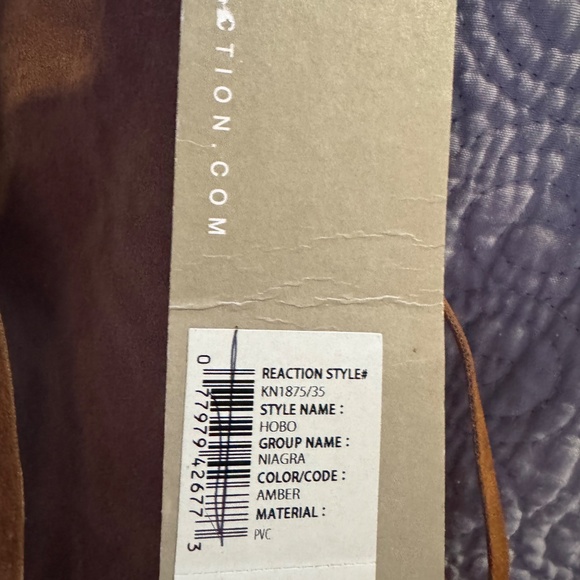 CTION.COM
REACTION STYLE#
KN1875/35
STYLE NAME :
HOBO
GROUP NAME :
NIAGRA
COLOR/CODE :
AMBER
MATERIAL :
PVC
0 77979 42677 3